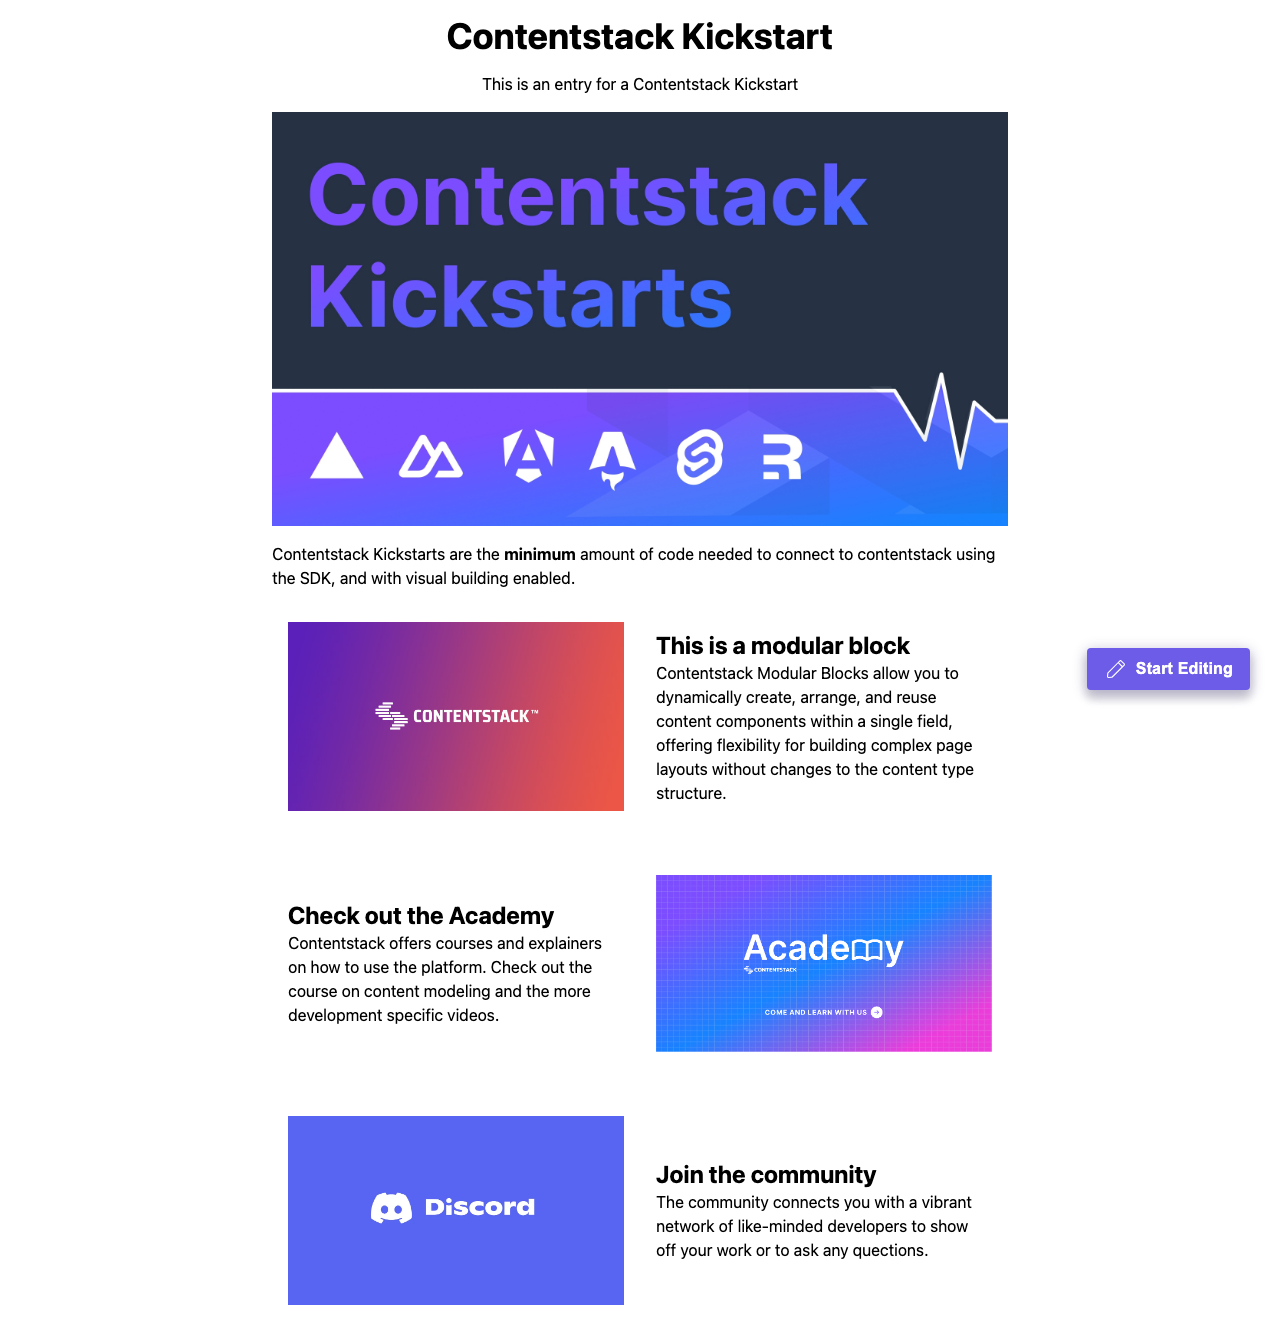 Contentstack Kickstart
This is an entry for a Contentstack Kickstart
Contentstack
Kickstarts
Contentstack Kickstarts are the minimum amount of code needed to connect to contentstack using
the SDK, and with visual building enabled.
CONTENTSTACK™
This is a modular block
Contentstack Modular Blocks allow you to
dynamically create, arrange, and reuse
content components within a single field,
offering flexibility for building complex page
layouts without changes to the content type
structure.
Start Editing
Check out the Academy
Contentstack offers courses and explainers
on how to use the platform. Check out the
course on content modeling and the more
development specific videos.
Academy
CONTENTSTACK
COME AND LEARN WITH US
Discord
Join the community
The community connects you with a vibrant
network of like-minded developers to show
off your work or to ask any quections.